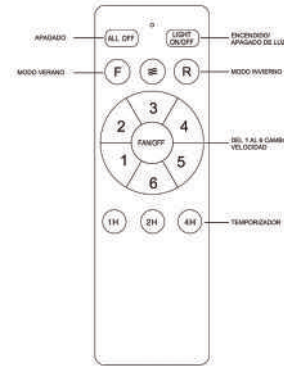 APAGADO
ALL OFF
LIGHT
ON/OFF
ENCENDIDO/
APAGADO DE LUZ
MODO VERANO
F
R
MODO INVIERNO
3
2
4
FAN/OFF
DEL 1 AL 6 CAMBI
VELOCIDAD
1
5
6
1H
2H
4H
TEMPORIZADOR